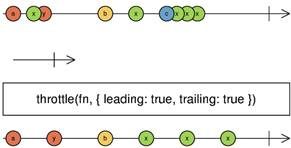 a x y b x c x x x
throttle(fn, { leading: true, trailing: true })
a y b x x x